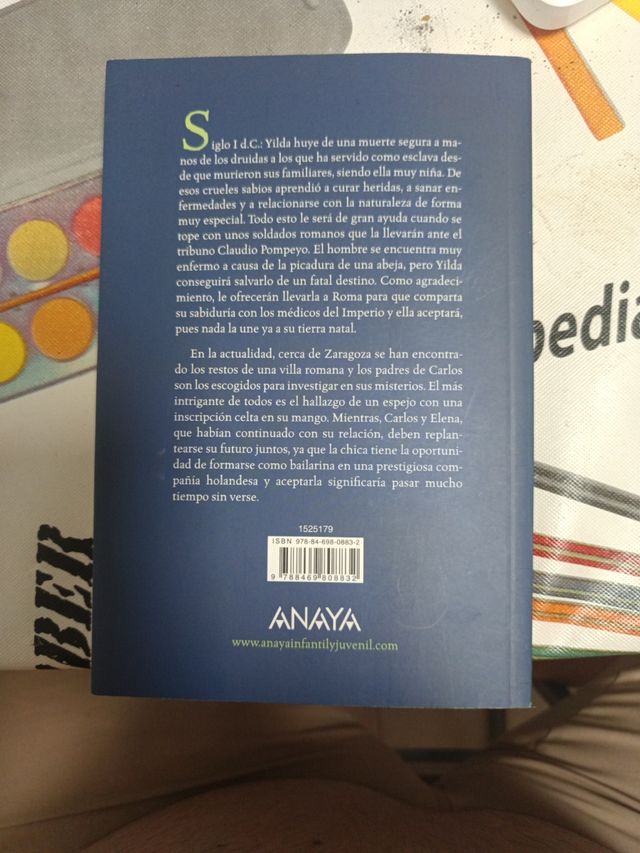 Siglo I d.C.: Yilda huye de una muerte segura a ma-
nos de los druidas a los que ha servido como esclava des-
de que murieron sus familiares, siendo ella muy niña. De
esos crueles sabios aprendió a curar heridas, a sanar en-
fermedades y a relacionarse con la naturaleza de forma
muy especial. Todo esto le será de gran ayuda cuando se
tope con unos soldados romanos que la llevarán ante el
tribuno Claudio Pompeyo. El hombre se encuentra muy
enfermo a causa de la picadura de una abeja, pero Yilda
conseguirá salvarlo de un fatal destino. Como agradeci-
miento, le ofrecerán llevarla a Roma para que comparta
su sabiduría con los médicos del Imperio y ella aceptará,
pues nada la une ya a su tierra natal.
En la actualidad, cerca de Zaragoza se han encontra-
do los restos de una villa romana y los padres de Carlos
son los escogidos para investigar en sus misterios. El más
intrigante de todos es el hallazgo de un espejo con una
inscripción celta en su mango. Mientras, Carlos y Elena,
que habían continuado con su relación, deben replan-
tearse su futuro juntos, ya que la chica tiene la oportuni-
dad de formarse como bailarina en una prestigiosa com-
pañía holandesa y aceptarla significaría pasar mucho
tiempo sin verse.
1525179
ISBN 978-84-698-0883-2
9 788469 808832
ANAYA
www.anayainfantilyjuvenil.com
pedia
BER